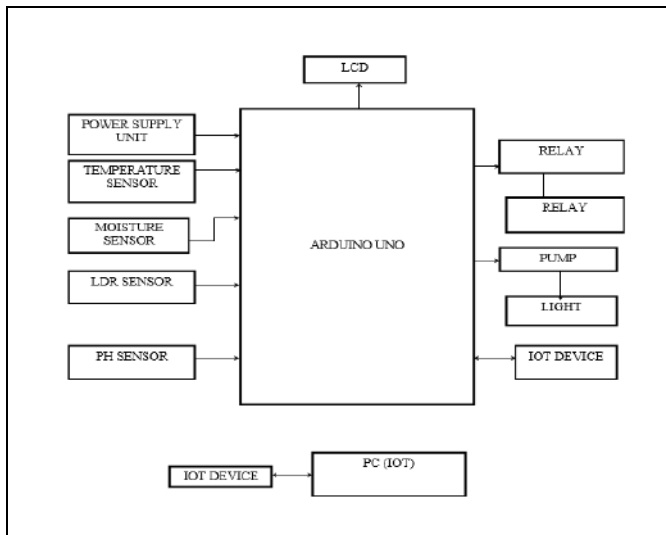 LCD
POWER SUPPLY
UNIT
TEMPERATURE
SENSOR
MOISTURE
SENSOR
LDR SENSOR
PH SENSOR
ARDUINO UNO
RELAY
RELAY
PUMP
LIGHT
IOT DEVICE
IOT DEVICE
PC (IOT)